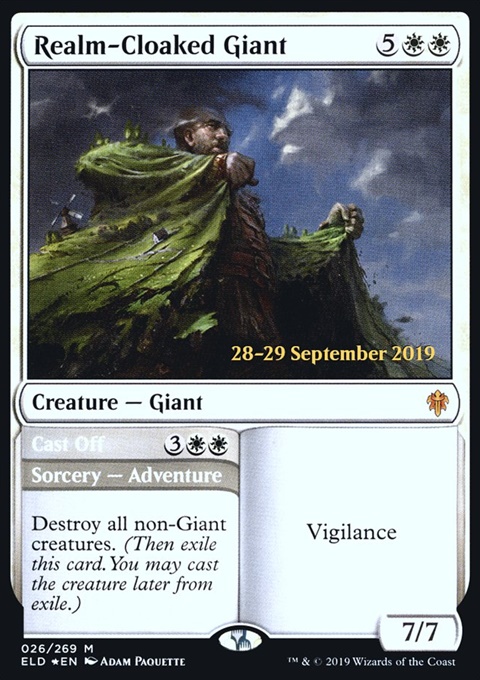 Realm-Cloaked Giant 5
28-29 September 2019
Creature — Giant
Cast Off 3
Sorcery — Adventure
Destroy all non-Giant
creatures. (Then exile
this card. You may cast
the creature later from
exile.)
Vigilance
7/7
026/269 M
ELD ★ EN Adam Paquette
™ & © 2019 Wizards of the Coast